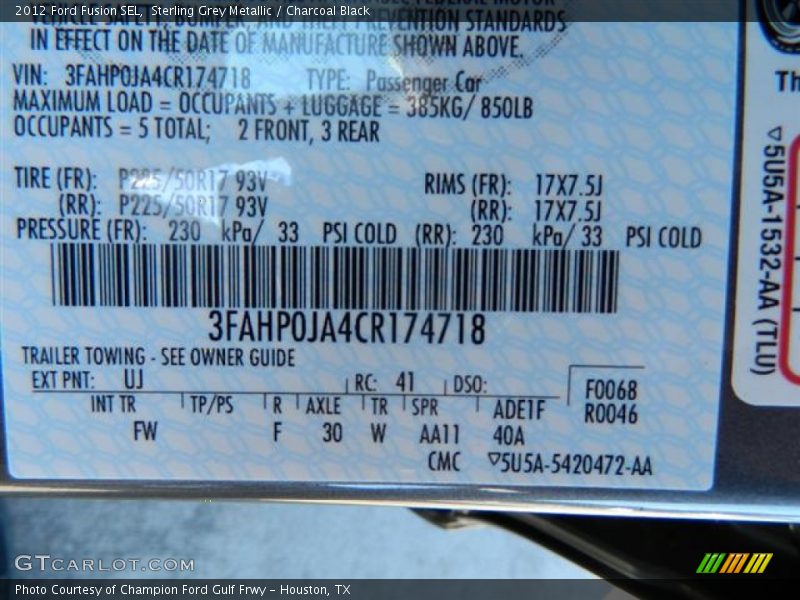 2012 Ford Fusion SEL, Sterling Grey Metallic / Charcoal Black
VEHICLE SAFETY, BUMPER, AND THEFT PREVENTION STANDARDS
IN EFFECT ON THE DATE OF MANUFACTURE SHOWN ABOVE.
VIN: 3FAHP0JA4CR174718 TYPE: Passenger Car
MAXIMUM LOAD = OCCUPANTS + LUGGAGE = 385KG/ 850LB
OCCUPANTS = 5 TOTAL; 2 FRONT, 3 REAR
TIRE (FR): P225/50R17 93V RIMS (FR): 17X7.5J
(RR): P225/50R17 93V (RR): 17X7.5J
PRESSURE (FR): 230 kPa/ 33 PSI COLD (RR): 230 kPa/ 33 PSI COLD
3FAHP0JA4CR174718
TRAILER TOWING - SEE OWNER GUIDE
EXT PNT: UJ RC: 41 DSO:
INT TR TP/PS R AXLE TR SPR ADE1F
FW F 30 W AA11 40A
F0068
R0046
CMC ▽5U5A-5420472-AA
Th
▽5U5A-1532-AA (TLU)
GTCARLOT.COM
Photo Courtesy of Champion Ford Gulf Frwy - Houston, TX